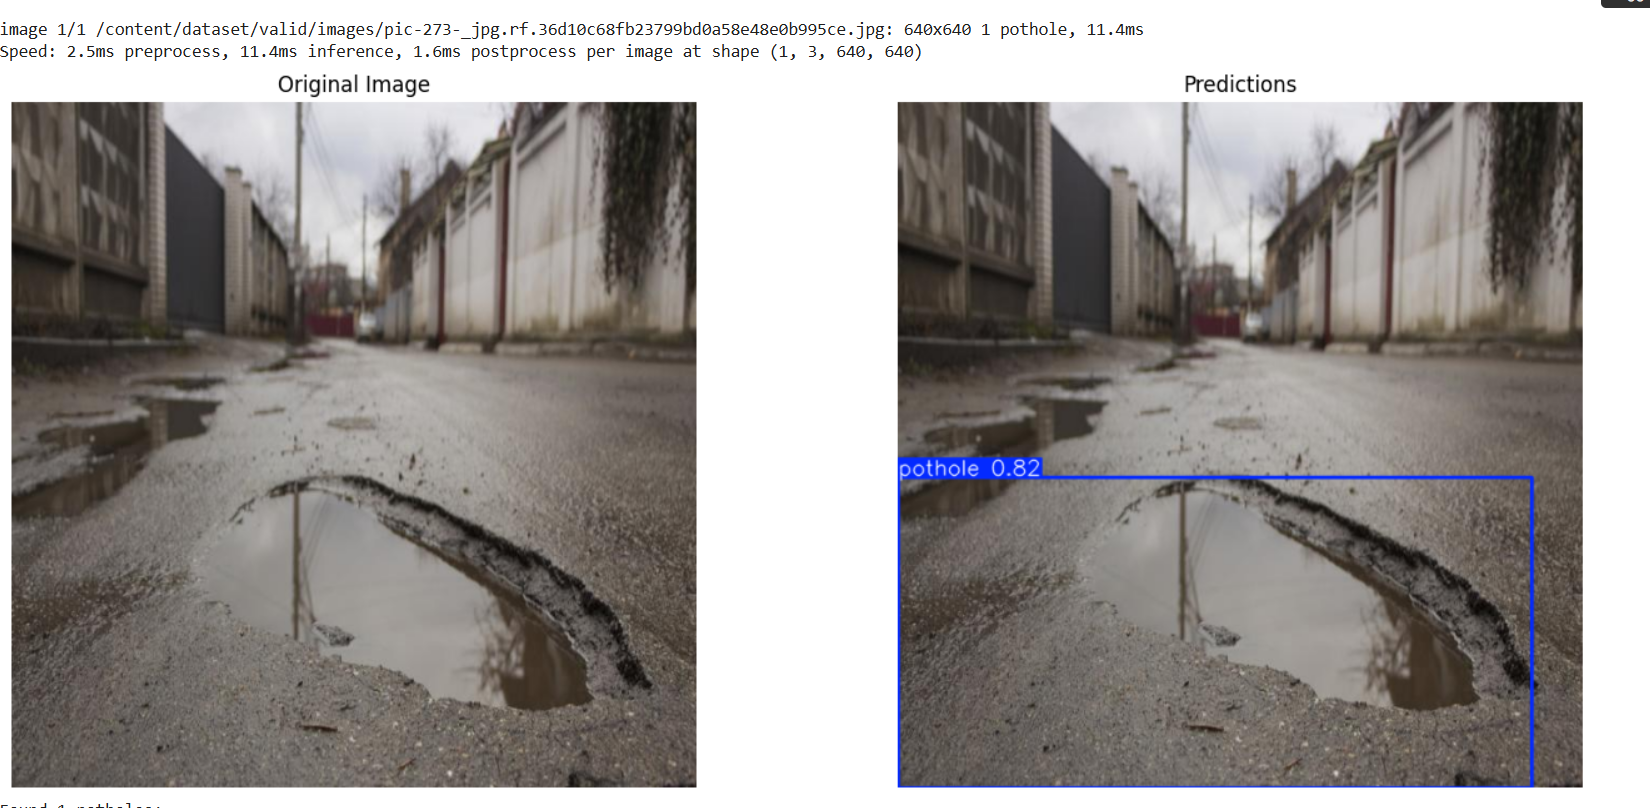 image 1/1 /content/dataset/valid/images/pic-273-_jpg.rf.36d10c68fb23799bd0a58e48e0b995ce.jpg: 640x640 1 pothole, 11.4ms
Speed: 2.5ms preprocess, 11.4ms inference, 1.6ms postprocess per image at shape (1, 3, 640, 640)
Original Image
Predictions
pothole 0.82
Found 1 potholes: